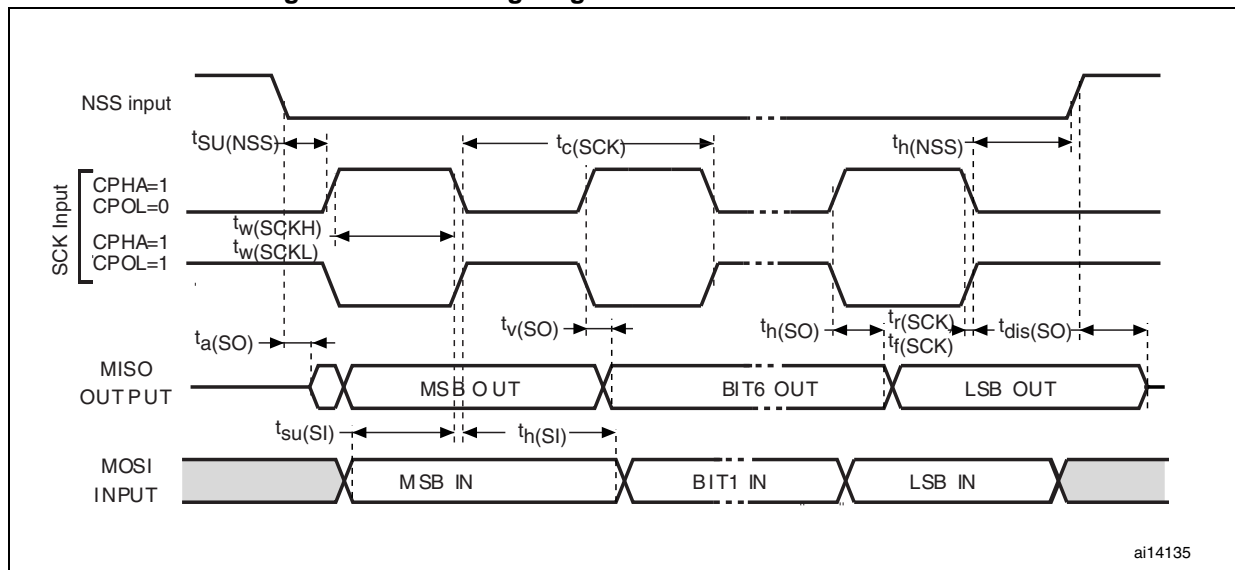 NSS input
tSU(NSS)
tc(SCK)
th(NSS)
SCK Input
CPHA=1
CPOL=0
tw(SCKH)
tw(SCKL)
CPHA=1
CPOL=1
ta(SO)
tv(SO)
th(SO)
tr(SCK)
tf(SCK)
tdis(SO)
MISO
OUTPUT
MSB OUT
BIT6 OUT
LSB OUT
tsu(SI)
th(SI)
MOSI
INPUT
MSB IN
BIT1 IN
LSB IN
ai14135